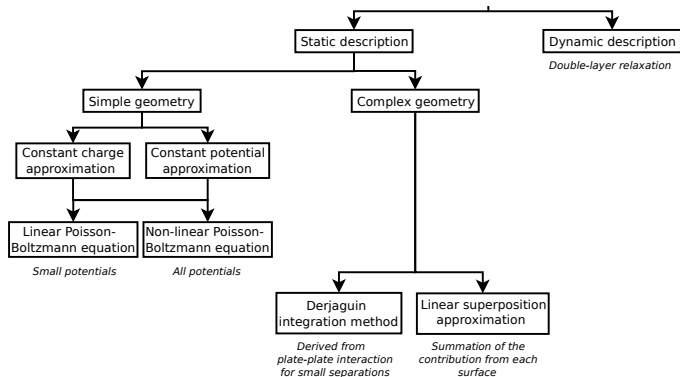 Static description
Dynamic description
Double-layer relaxation
Simple geometry
Complex geometry
Constant charge
approximation
Constant potential
approximation
Linear Poisson-
Boltzmann equation
Small potentials
Non-linear Poisson-
Boltzmann equation
All potentials
Derjaguin
integration method
Derived from
plate-plate interaction
for small separations
Linear superposition
approximation
Summation of the
contribution from each
surface